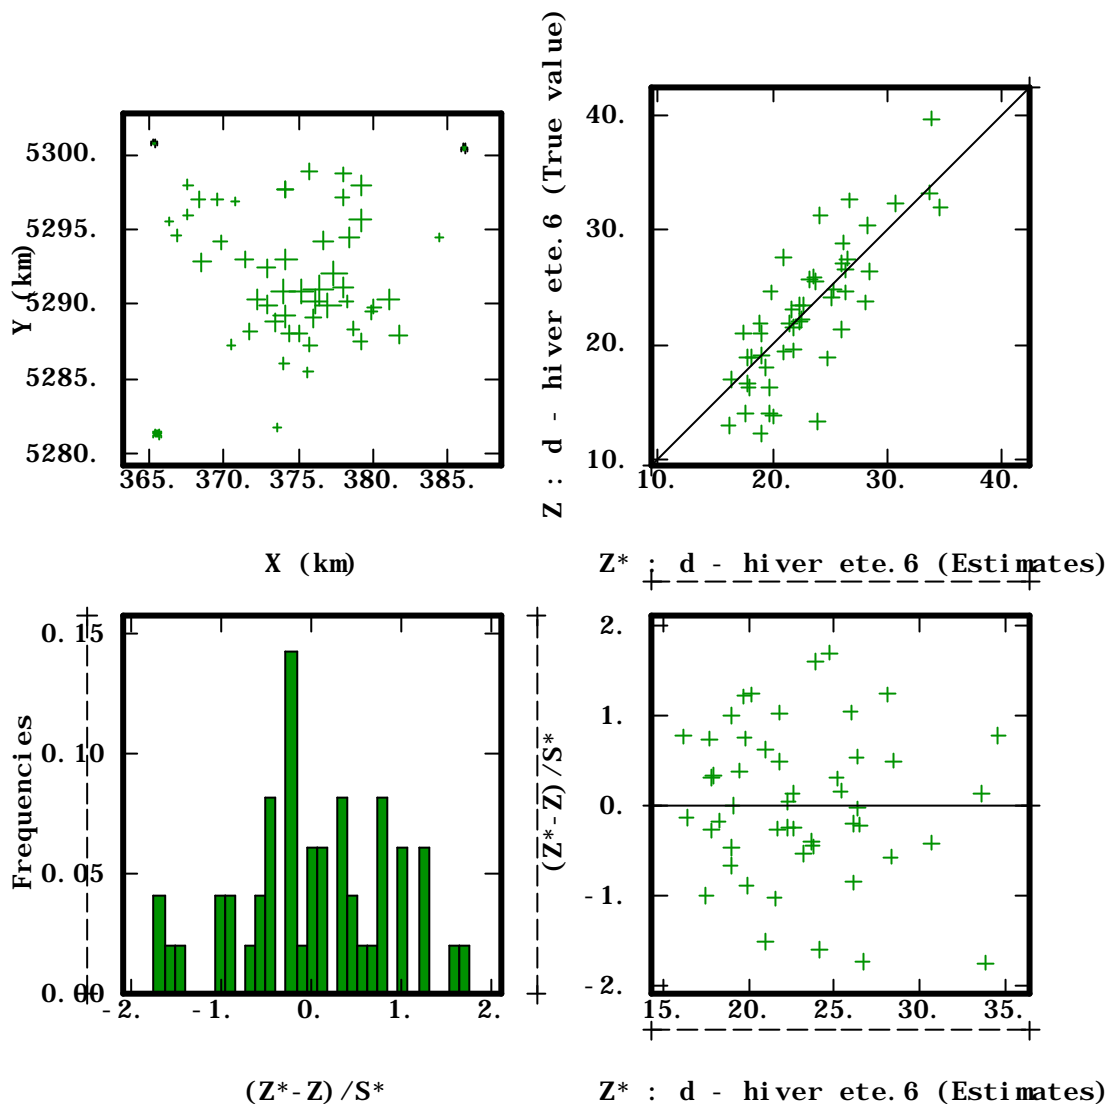 5300.
5295.
5290.
5285.
5280.
Y (km)
365. 370. 375. 380. 385.
X (km)
Z : d - hiver ete.6 (True value)
40.
30.
20.
10.
10. 20. 30. 40.
Z* : d - hiver ete.6 (Estimates)
Frequencies
0.15
0.10
0.05
0.00
-2. -1. 0. 1. 2.
(Z*-Z)/S*
(Z*-Z)/S*
2.
1.
0.
-1.
-2.
15. 20. 25. 30. 35.
Z* : d - hiver ete.6 (Estimates)